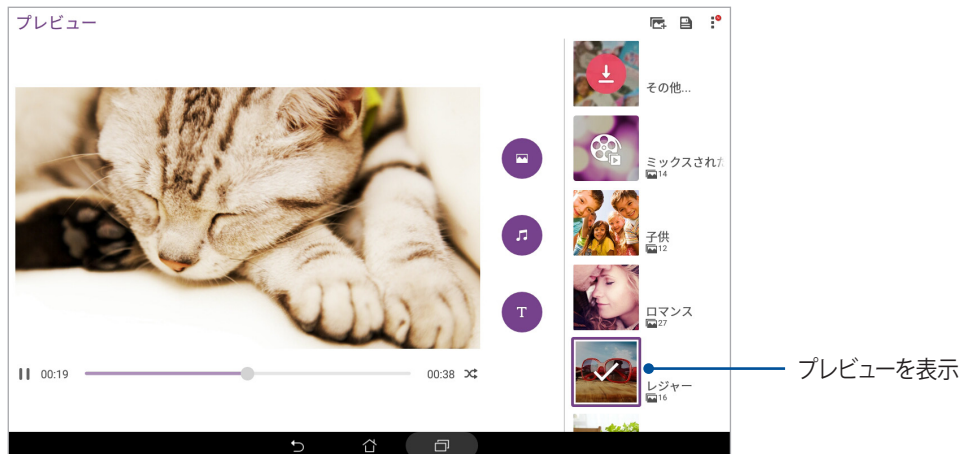 プレビュー
その他...
ミックスされた
14
子供
12
ロマンス
27
レジャー
16
プレビューを表示
T
00:19
00:38